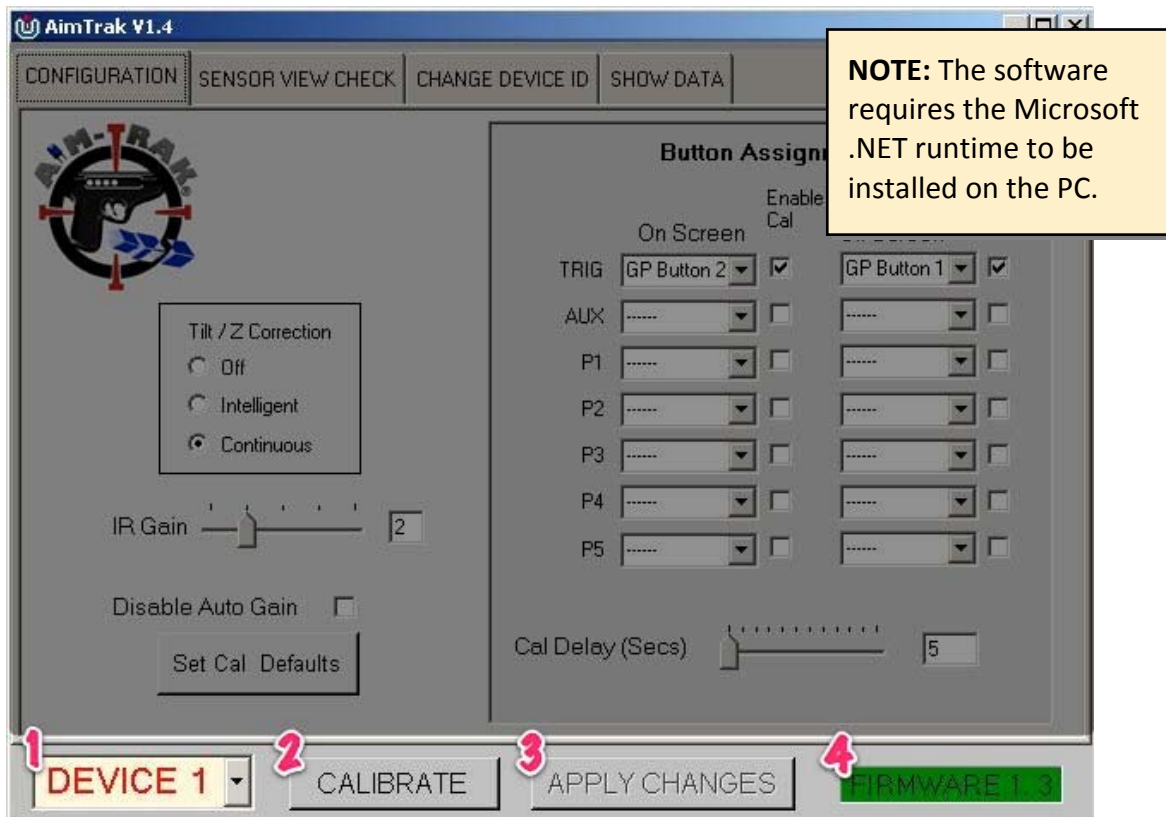 AimTrak V1.4
CONFIGURATION SENSOR VIEW CHECK CHANGE DEVICE ID SHOW DATA
NOTE: The software
requires the Microsoft
.NET runtime to be
installed on the PC.
AIM-TRAK
Tilt / Z Correction
Off
Intelligent
Continuous
IR Gain 2
Disable Auto Gain
Set Cal Defaults
Button
Enable
Cal
On Screen
TRIG GP Button 2 GP Button 1
AUX ------ ------
P1 ------ ------
P2 ------ ------
P3 ------ ------
P4 ------ ------
P5 ------ ------
Cal Delay (Secs) 5
1 2 3 4
DEVICE 1 CALIBRATE APPLY CHANGES FIRMWARE 1. 3